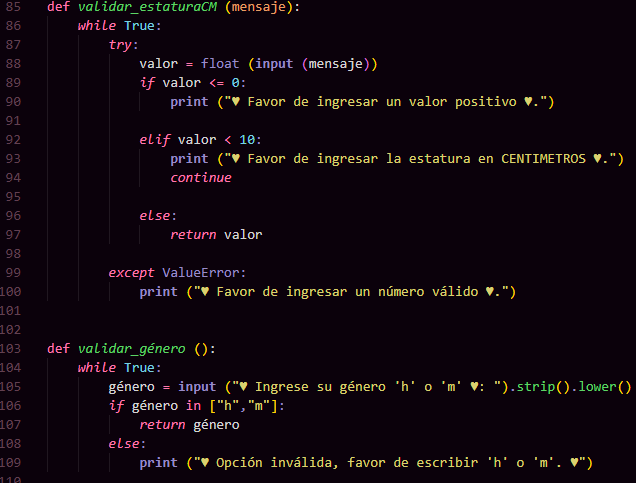 85 def validar_estaturaCM (mensaje):
86     while True:
87         try:
88             valor = float (input (mensaje))
89             if valor <= 0:
90                 print ("♥ Favor de ingresar un valor positivo ♥.")
91
92             elif valor < 10:
93                 print ("♥ Favor de ingresar la estatura en CENTIMETROS ♥.")
94                 continue
95
96             else:
97                 return valor
98
99         except ValueError:
100             print ("♥ Favor de ingresar un número válido ♥.")
101
102
103 def validar_género ():
104     while True:
105         género = input ("♥ Ingrese su género 'h' o 'm' ♥: ").strip().lower()
106         if género in ["h","m"]:
107             return género
108         else:
109             print ("♥ Opción inválida, favor de escribir 'h' o 'm'. ♥")
110